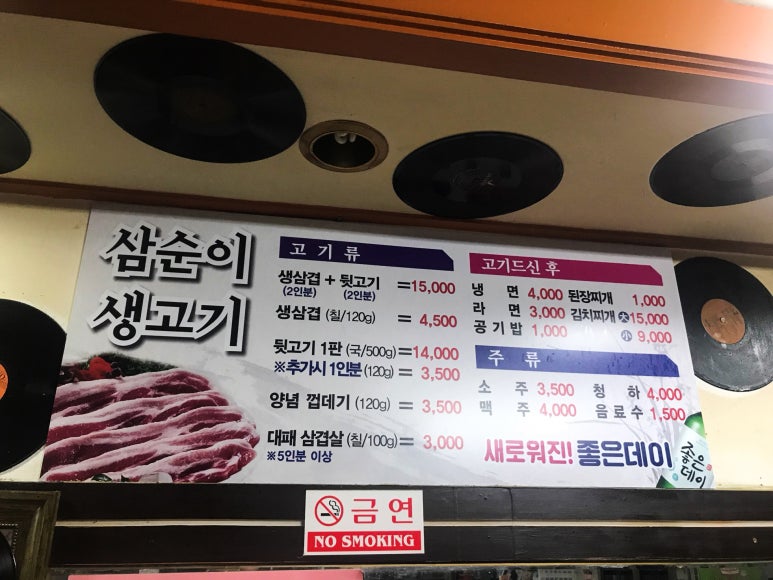 삼순이
생고기
고기류
생삼겹 + 뒷고기 =15,000
(2인분) (2인분)
생삼겹 (칠/120g) = 4,500
뒷고기 1판 (국/500g) =14,000
※추가시 1인분 (120g) = 3,500
양념 껍데기 (120g) = 3,500
대패 삼겹살 (칠/100g) = 3,000
※5인분 이상
고기드신 후
냉 면 4,000 된장찌개 1,000
라 면 3,000 김치찌개 大15,000
공기밥 1,000 小 9,000
주 류
소 주 3,500 청 하 4,000
맥 주 4,000 음료수 1,500
새로워진! 좋은데이
좋은
데이
금연
NO SMOKING